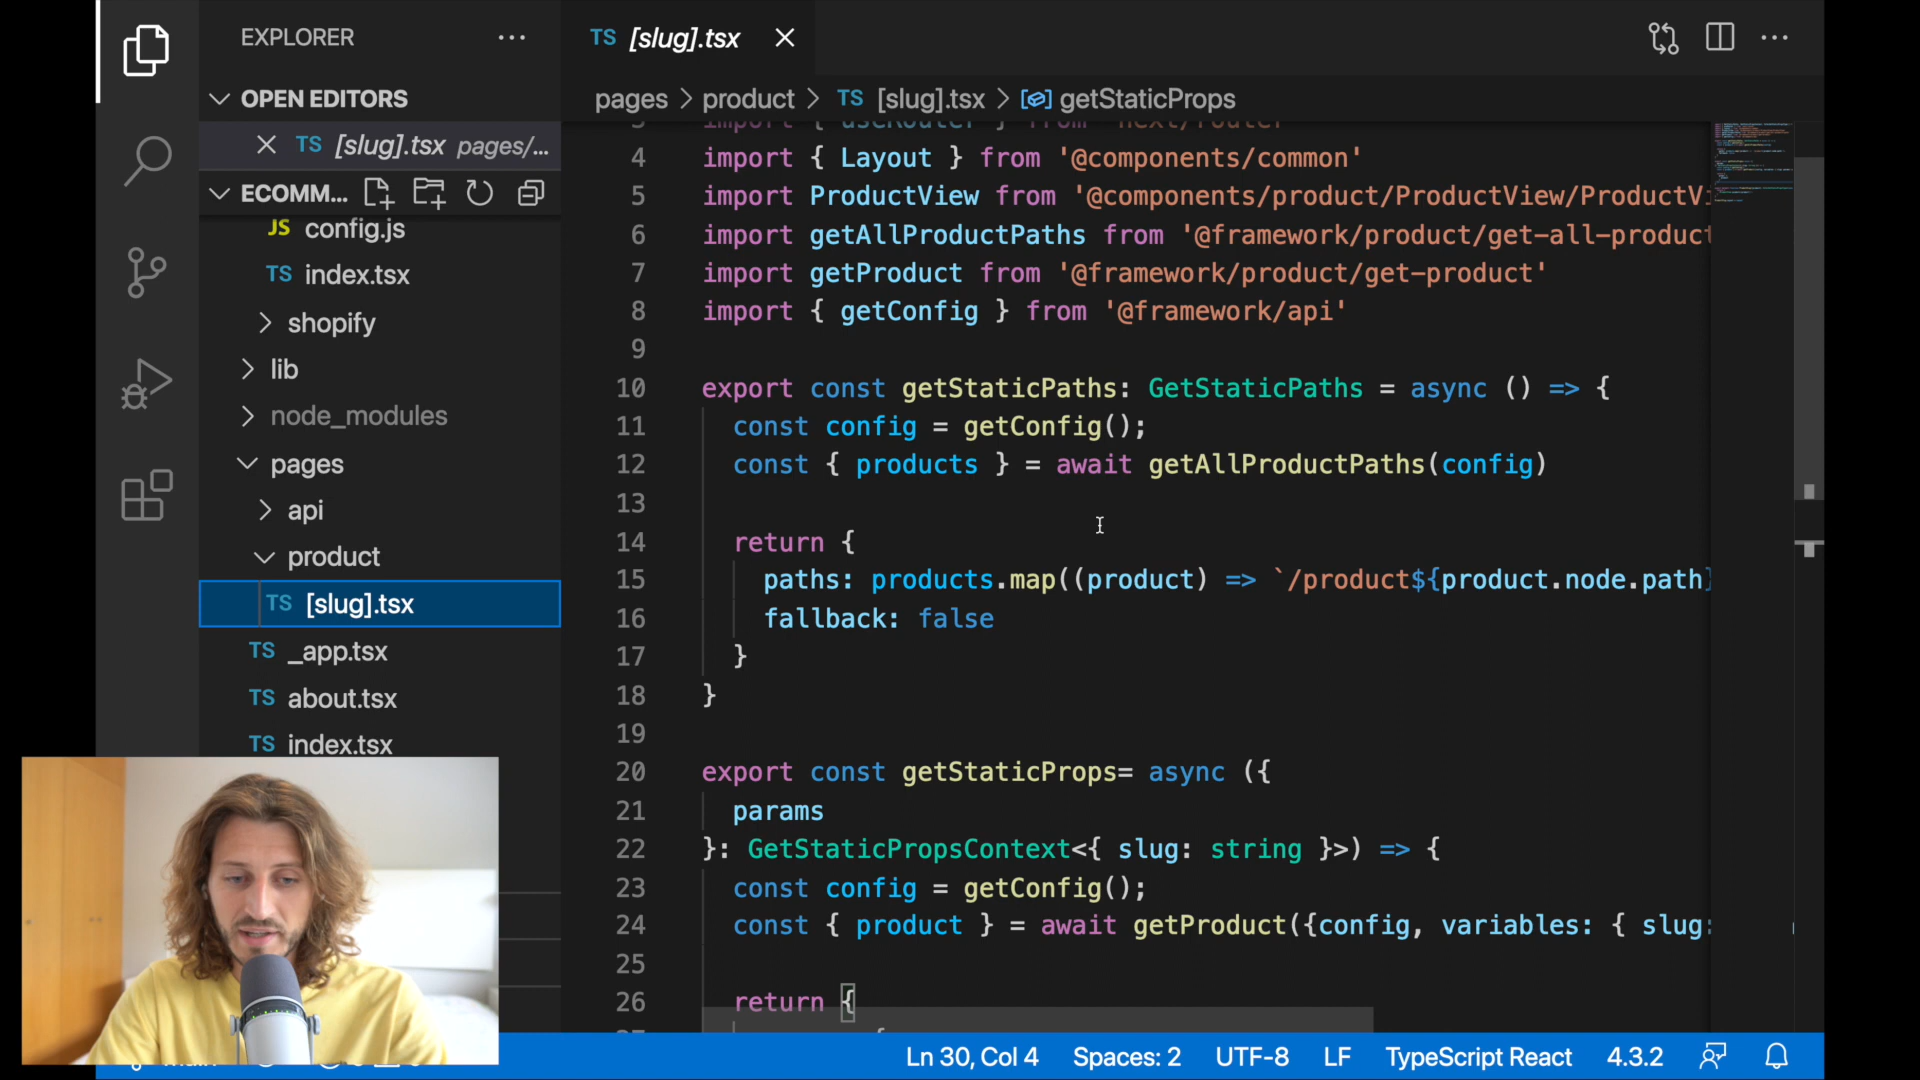 EXPLORER
OPEN EDITORS
TS [slug].tsx pages/...
ECOMM...
JS config.js
TS index.tsx
shopify
lib
node_modules
pages
api
product
TS [slug].tsx
TS _app.tsx
TS about.tsx
TS index.tsx
TS [slug].tsx
pages > product > TS [slug].tsx > getStaticProps
3 import { useRouter } from 'next/router'
4 import { Layout } from '@components/common'
5 import ProductView from '@components/product/ProductView/ProductVi
6 import getAllProductPaths from '@framework/product/get-all-product
7 import getProduct from '@framework/product/get-product'
8 import { getConfig } from '@framework/api'
9
10 export const getStaticPaths: GetStaticPaths = async () => {
11 const config = getConfig();
12 const { products } = await getAllProductPaths(config)
13
14 return {
15 paths: products.map((product) => `/product${product.node.path}
16 fallback: false
17 }
18 }
19
20 export const getStaticProps= async ({
21 params
22 }: GetStaticPropsContext<{ slug: string }>) => {
23 const config = getConfig();
24 const { product } = await getProduct({config, variables: { slug:
25
26 return {
Ln 30, Col 4 Spaces: 2 UTF-8 LF TypeScript React 4.3.2